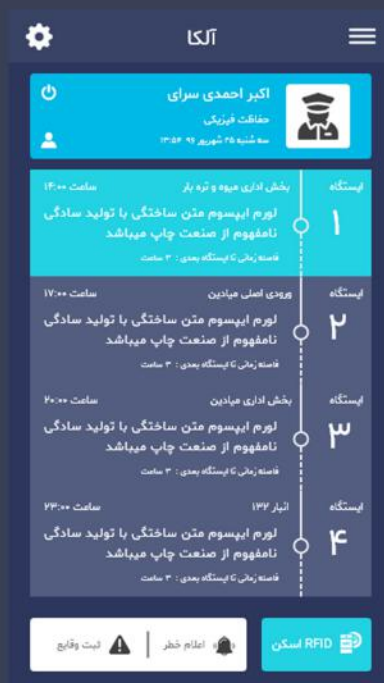 آلکا
اکبر احمدی سرای
حفاظت فیزیکی
سه شنبه ۲۵ شهریور ۹۶ ۱۳:۵۴
ایستگاه
۱
بخش اداری میوه و تره بار
ساعت ۱۴:۰۰
لورم ایپسوم متن ساختگی با تولید سادگی
نامفهوم از صنعت چاپ میباشد
فاصله زمانی تا ایستگاه بعدی : ۳ ساعت
ایستگاه
۲
ورودی اصلی میادین
ساعت ۱۷:۰۰
لورم ایپسوم متن ساختگی با تولید سادگی
نامفهوم از صنعت چاپ میباشد
فاصله زمانی تا ایستگاه بعدی : ۳ ساعت
ایستگاه
۳
بخش اداری میادین
ساعت ۲۰:۰۰
لورم ایپسوم متن ساختگی با تولید سادگی
نامفهوم از صنعت چاپ میباشد
فاصله زمانی تا ایستگاه بعدی : ۳ ساعت
ایستگاه
۴
انبار ۱۳۲
ساعت ۲۳:۰۰
لورم ایپسوم متن ساختگی با تولید سادگی
نامفهوم از صنعت چاپ میباشد
فاصله زمانی تا ایستگاه بعدی : ۳ ساعت
RFID اسکن
اعلام خطر
ثبت وقایع